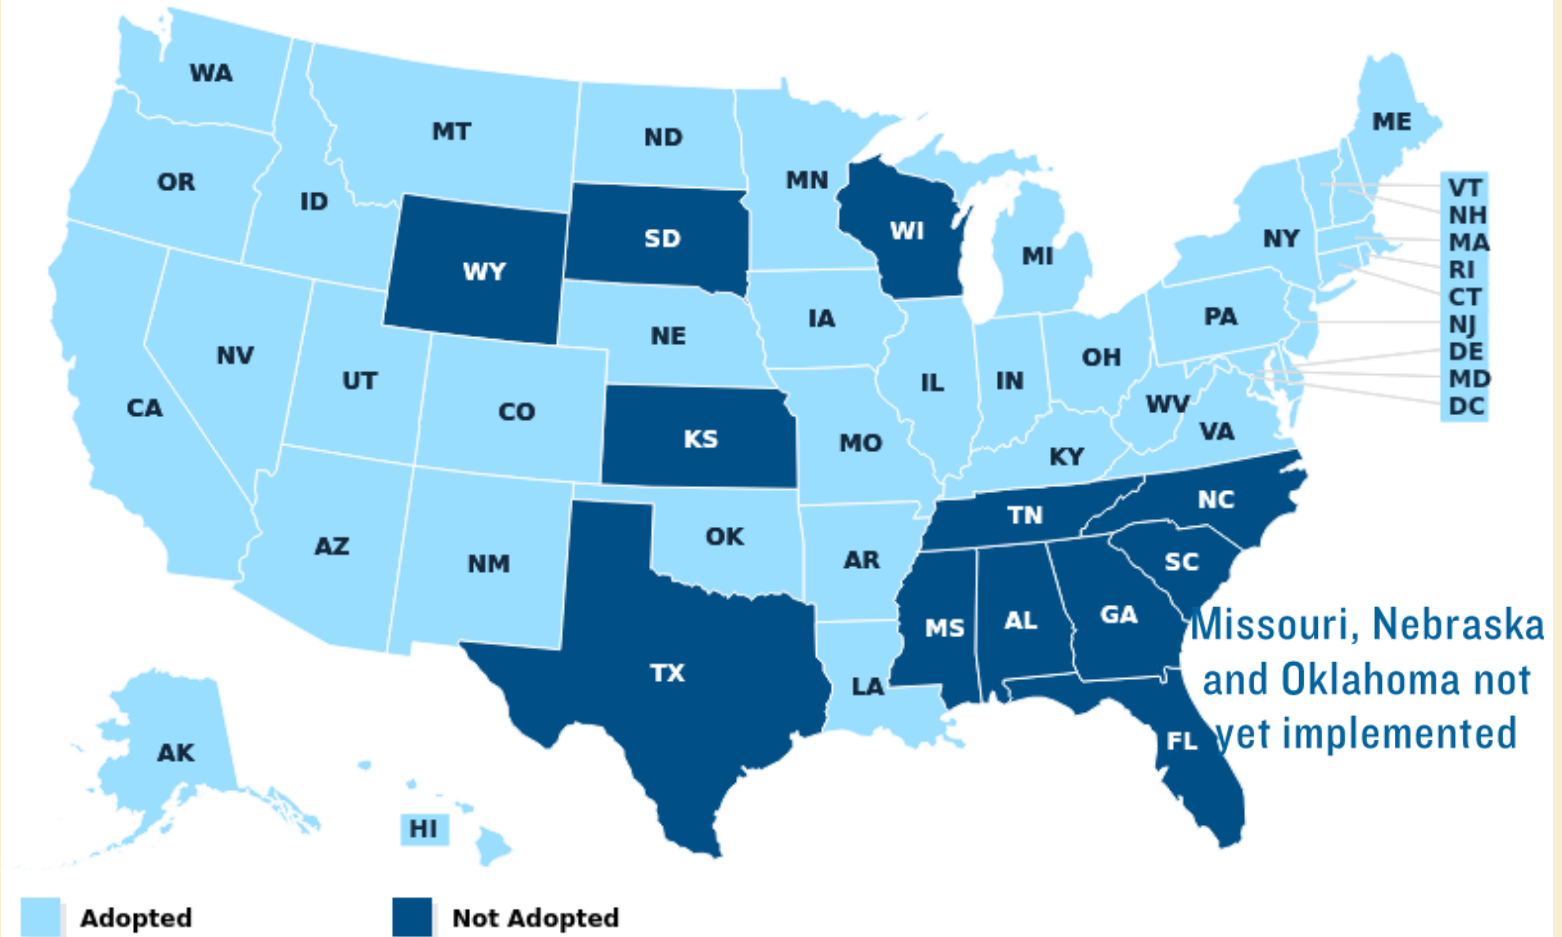 WA
MT
ND
MN
ME
OR
ID
WY
SD
WI
MI
NY
VT
NH
MA
RI
CT
NJ
DE
MD
DC
NV
UT
CO
NE
IA
IL
IN
OH
PA
CA
KS
MO
KY
WV
VA
AZ
NM
OK
AR
TN
NC
SC
MS
AL
GA
TX
LA
FL
AK
HI
Missouri, Nebraska
and Oklahoma not
yet implemented
Adopted
Not Adopted